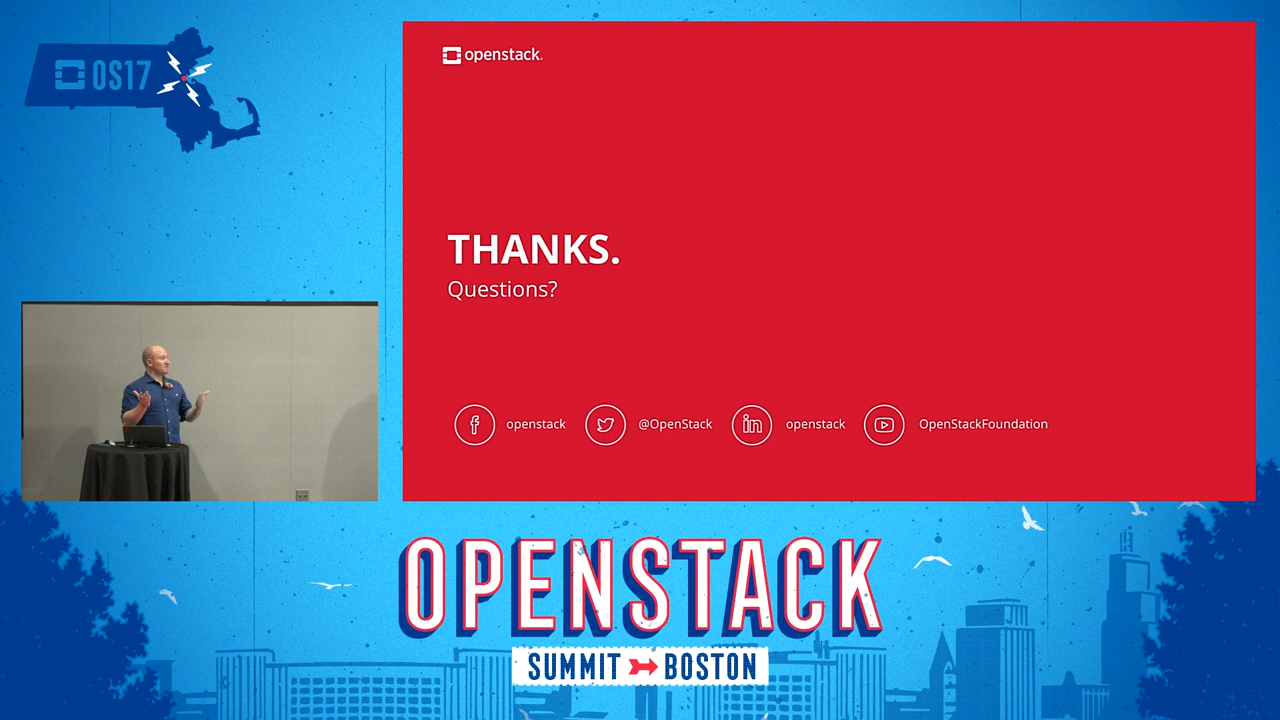 OS17
openstack.
THANKS.
Questions?
openstack
@OpenStack
openstack
OpenStackFoundation
OPENSTACK
SUMMIT BOSTON